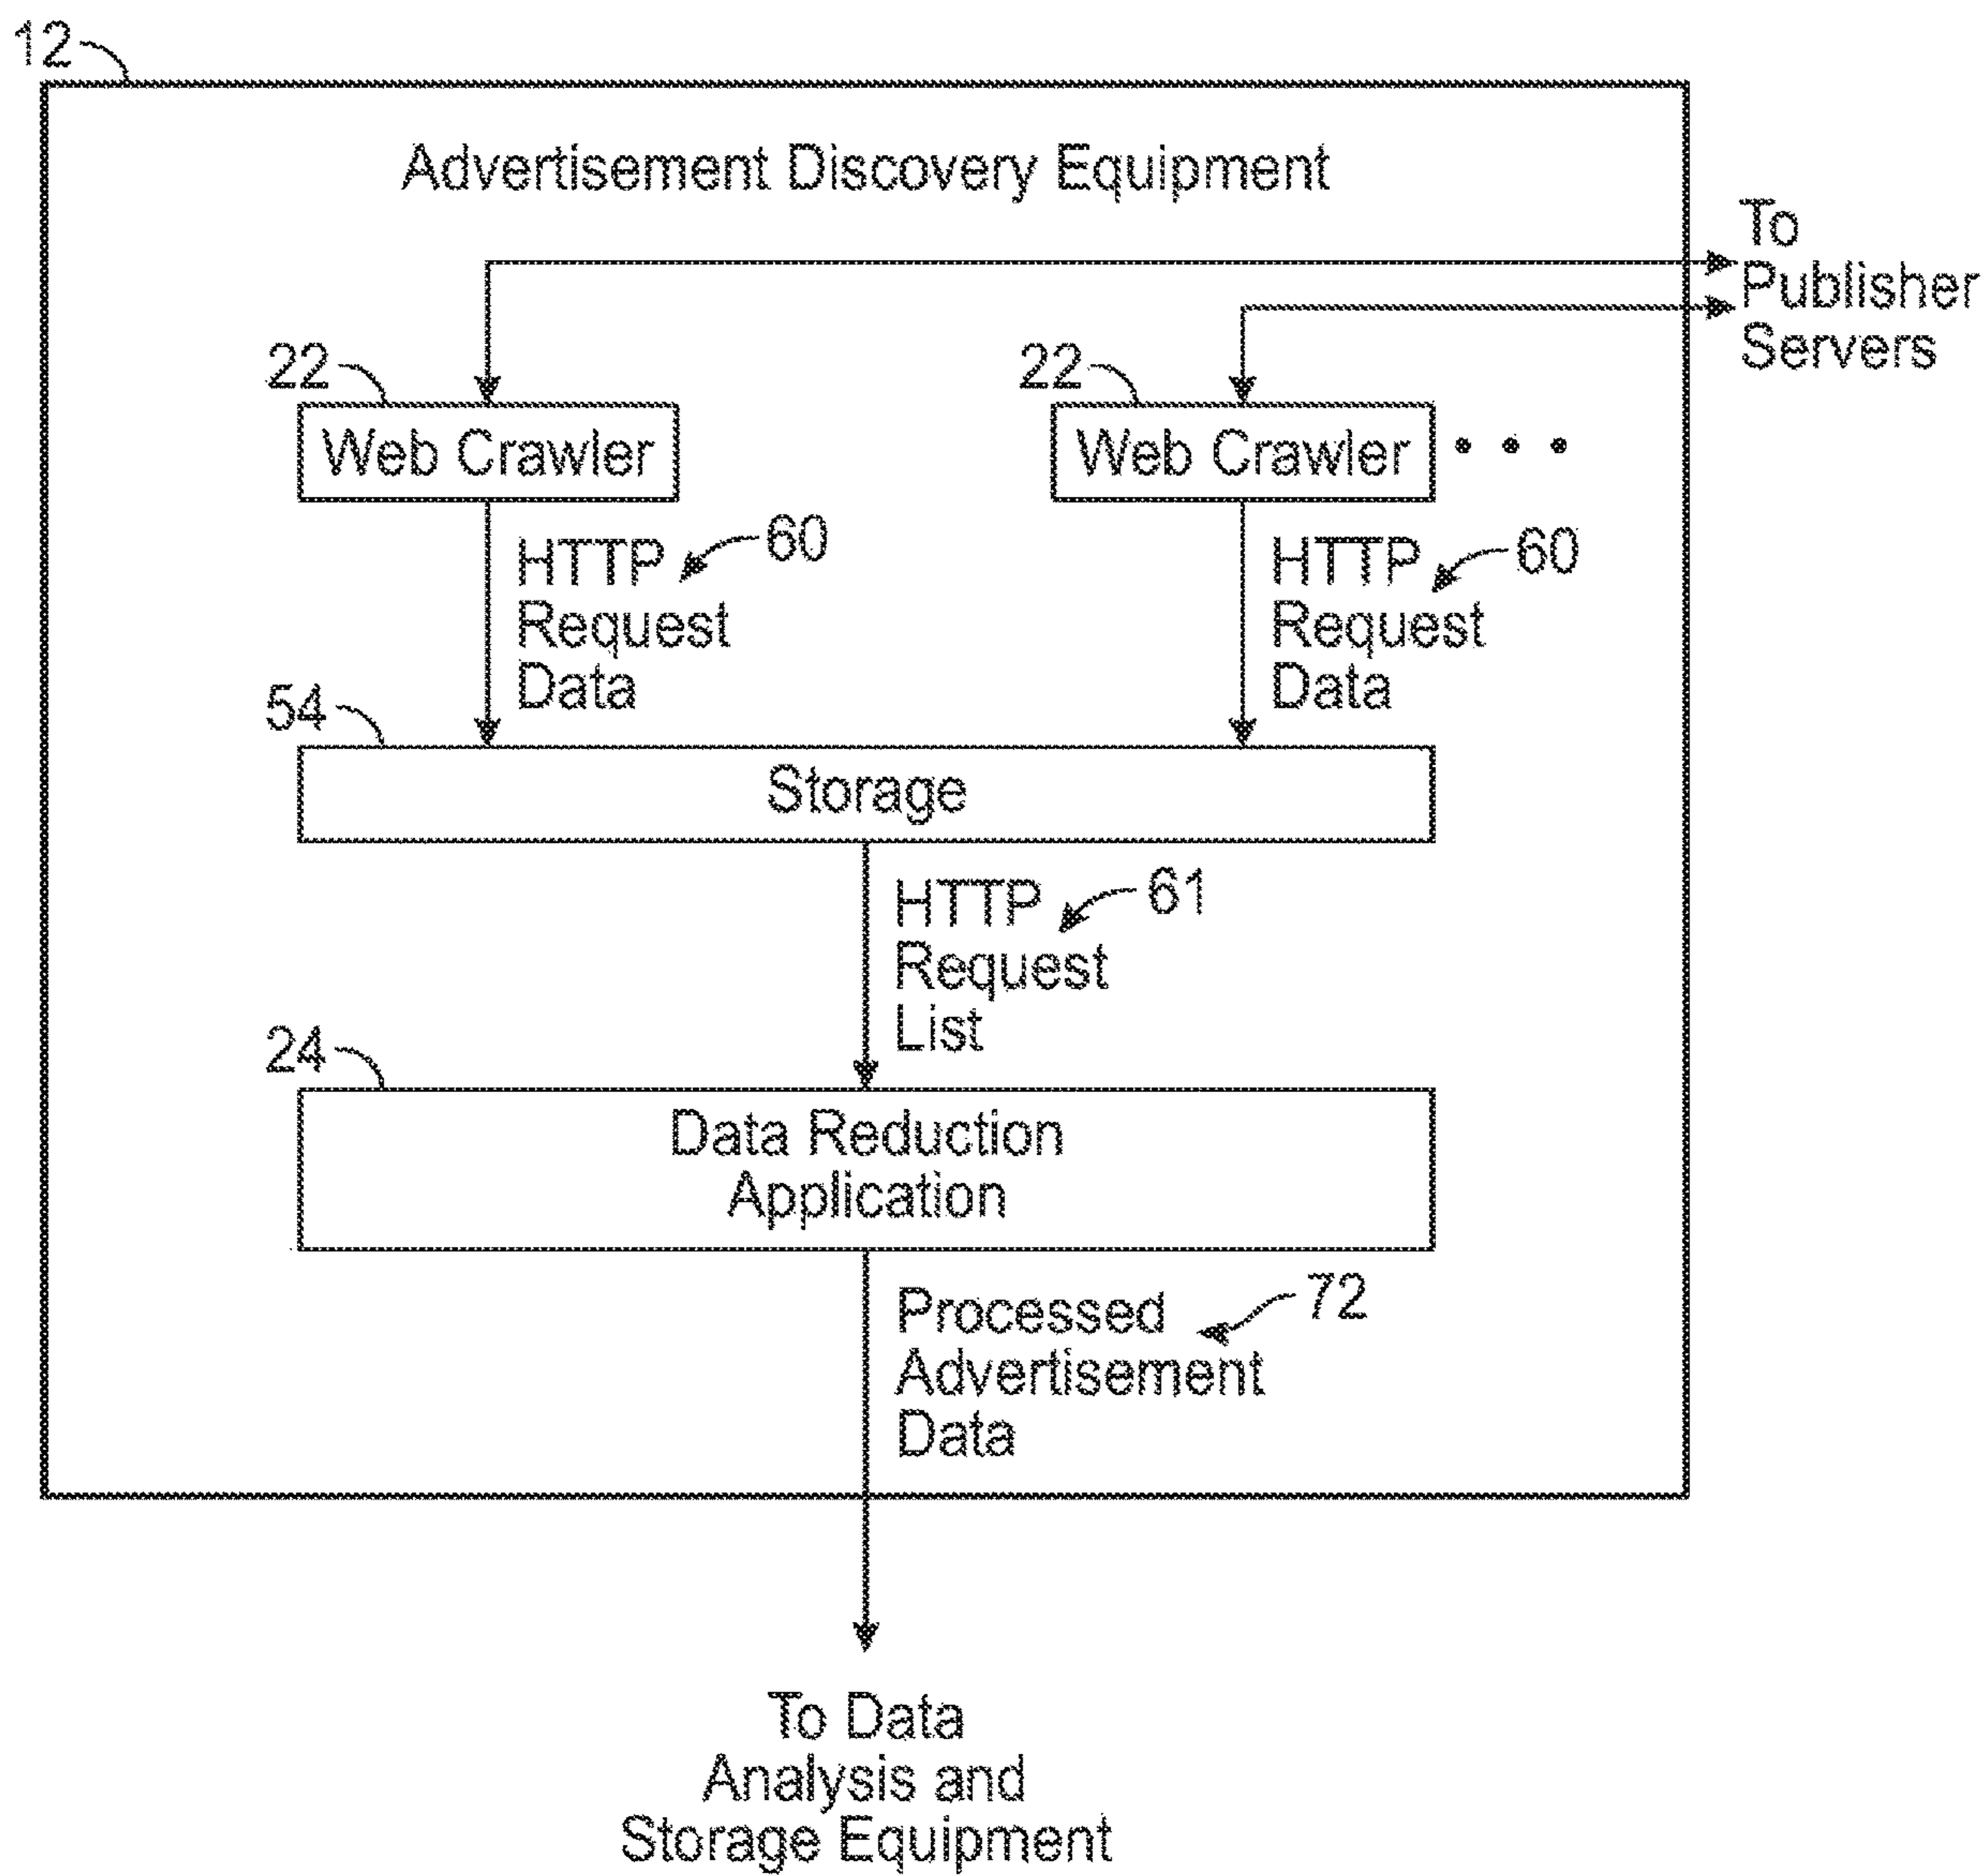 12
Advertisement Discovery Equipment
To
Publisher
Servers
22
22
Web Crawler
Web Crawler
HTTP
Request
Data
60
HTTP
Request
Data
60
54
Storage
HTTP
Request
List
61
24
Data Reduction
Application
Processed
Advertisement
Data
72
To Data
Analysis and
Storage Equipment